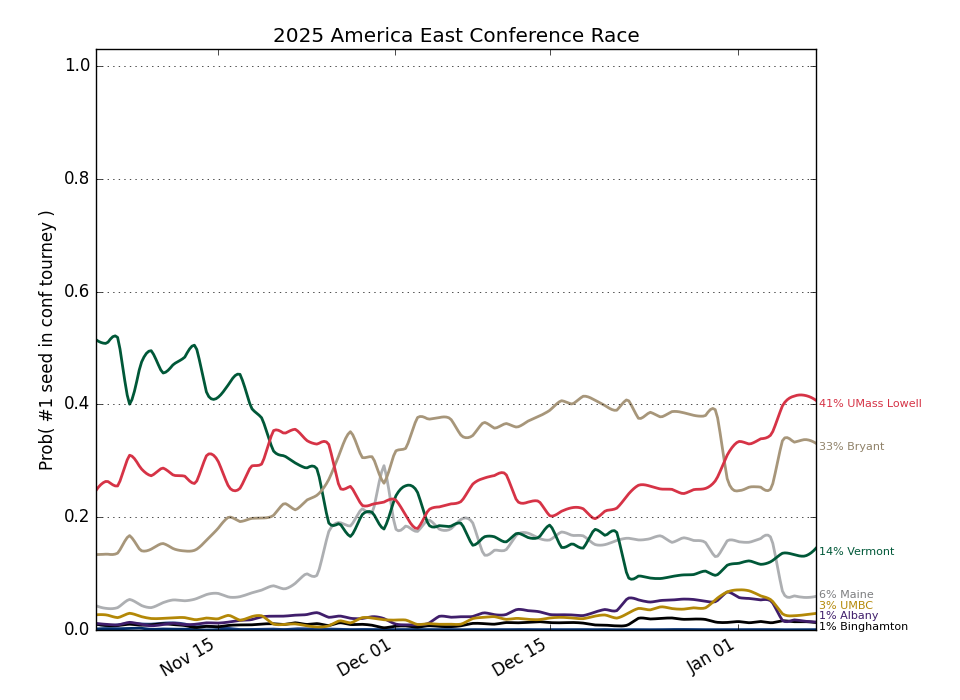 2025 America East Conference Race
Prob( #1 seed in conf tourney )
1.0
0.8
0.6
0.4
0.2
0.0
Nov 15
Dec 01
Dec 15
Jan 01
41% UMass Lowell
33% Bryant
14% Vermont
6% Maine
3% UMBC
1% Albany
1% Binghamton